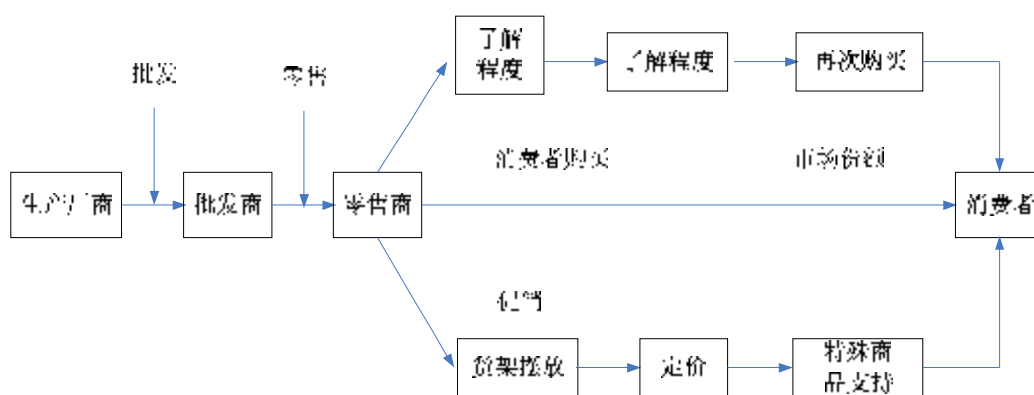 了解
程度
了解程度
再次购买
批发
零售
消费者购买
市场份额
生产厂商
批发商
零售商
消费者
促销
货架摆放
定价
特殊商
品支持